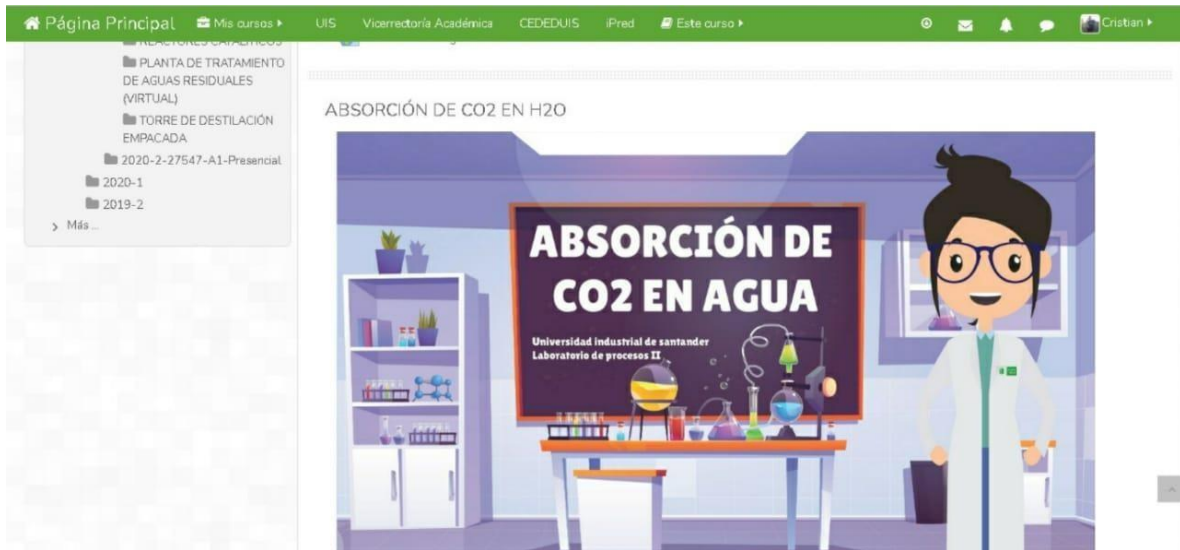 Página Principal Mis cursos UIS Vicerrectoría Académica CEDEDUIS iPred Este curso Cristian
REACTORES CATALÍTICOS
PLANTA DE TRATAMIENTO
DE AGUAS RESIDUALES
(VIRTUAL)
TORRE DE DESTILACIÓN
EMPACADA
2020-2-27547-A1-Presencial
2020-1
2019-2
Más ...
ABSORCIÓN DE CO2 EN H2O
ABSORCIÓN DE
CO2 EN AGUA
Universidad industrial de santander
Laboratorio de procesos II